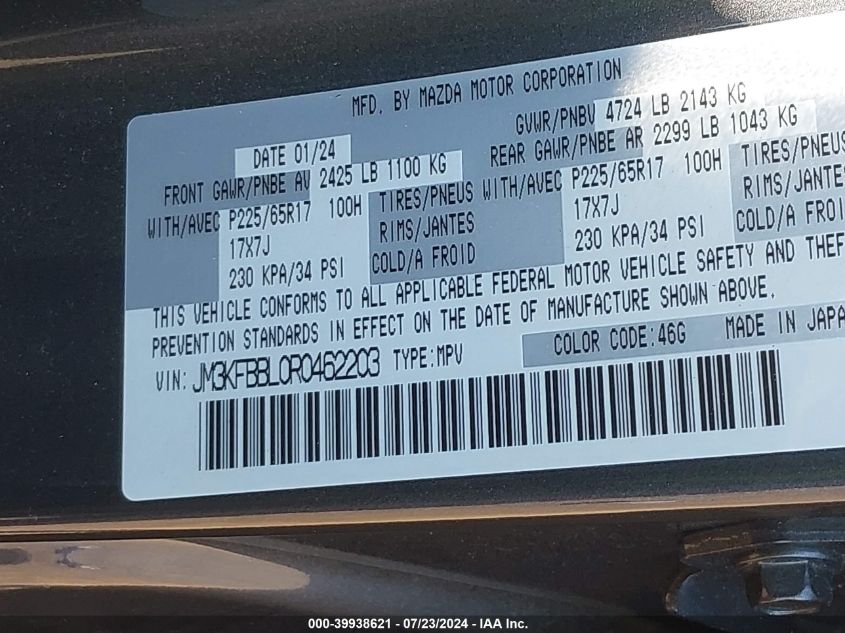 MFD. BY MAZDA MOTOR CORPORATION
DATE 01/24
GVWR/PNBV 4724 LB 2143 KG
FRONT GAWR/PNBE AV 2425 LB 1100 KG
REAR GAWR/PNBE AR 2299 LB 1043 KG
WITH/AVEC P225/65R17 100H TIRES/PNEUS
17X7J RIMS/JANTES
230 KPA/34 PSI COLD/A FROID
WITH/AVEC P225/65R17 100H TIRES/PNEUS
17X7J RIMS/JANTES
230 KPA/34 PSI COLD/A FROI
THIS VEHICLE CONFORMS TO ALL APPLICABLE FEDERAL MOTOR VEHICLE SAFETY AND THEF
PREVENTION STANDARDS IN EFFECT ON THE DATE OF MANUFACTURE SHOWN ABOVE.
COLOR CODE:46G MADE IN JAPA
VIN: JM3KFBBL0R0462203 TYPE:MPV
000-39938621 / 07/23/2024 - IAA Inc.